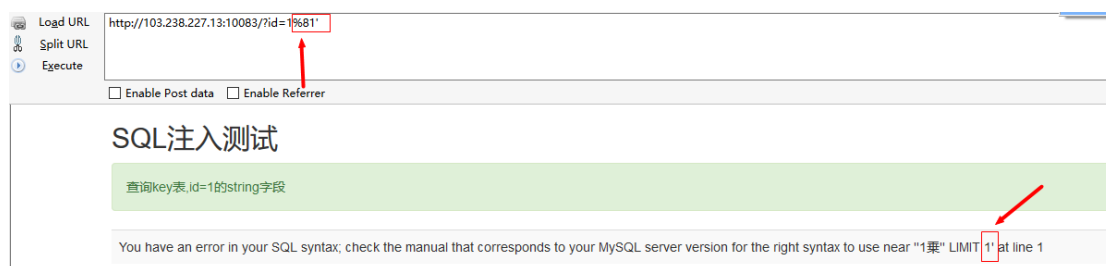 Load URL
http://103.238.227.13:10083/?id=1%81'
Split URL
Execute
Enable Post data Enable Referrer
SQL注入测试
查询key表,id=1的string字段
You have an error in your SQL syntax; check the manual that corresponds to your MySQL server version for the right syntax to use near ''1乗'' LIMIT 1' at line 1